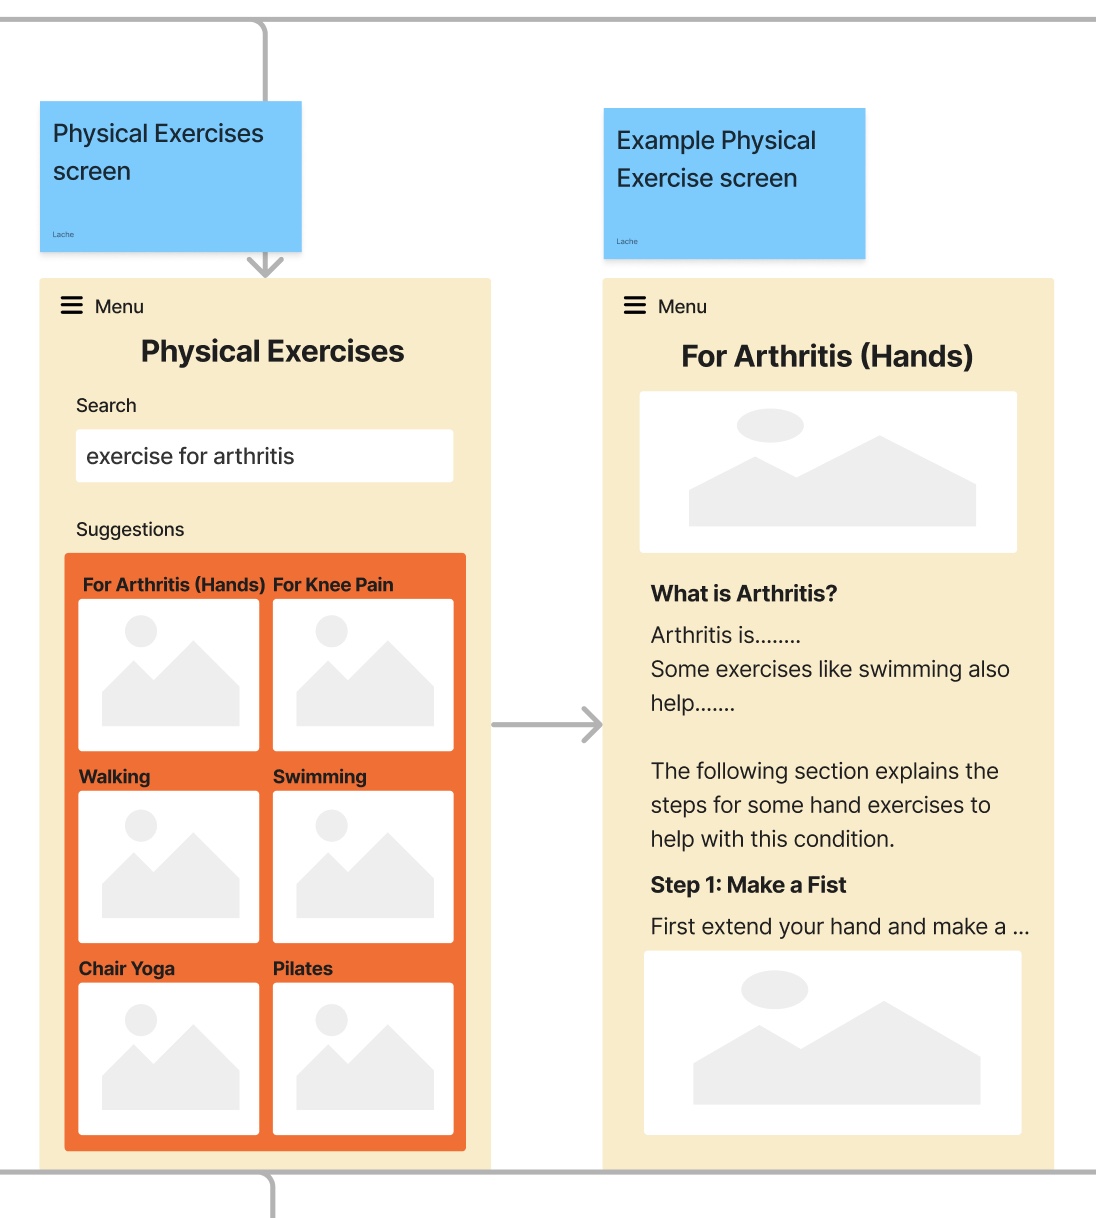 Physical Exercises
screen
Lache
Menu
Physical Exercises
Search
exercise for arthritis
Suggestions
For Arthritis (Hands)
For Knee Pain
Walking
Swimming
Chair Yoga
Pilates
Example Physical
Exercise screen
Lache
Menu
For Arthritis (Hands)
What is Arthritis?
Arthritis is........
Some exercises like swimming also
help.......
The following section explains the
steps for some hand exercises to
help with this condition.
Step 1: Make a Fist
First extend your hand and make a ...